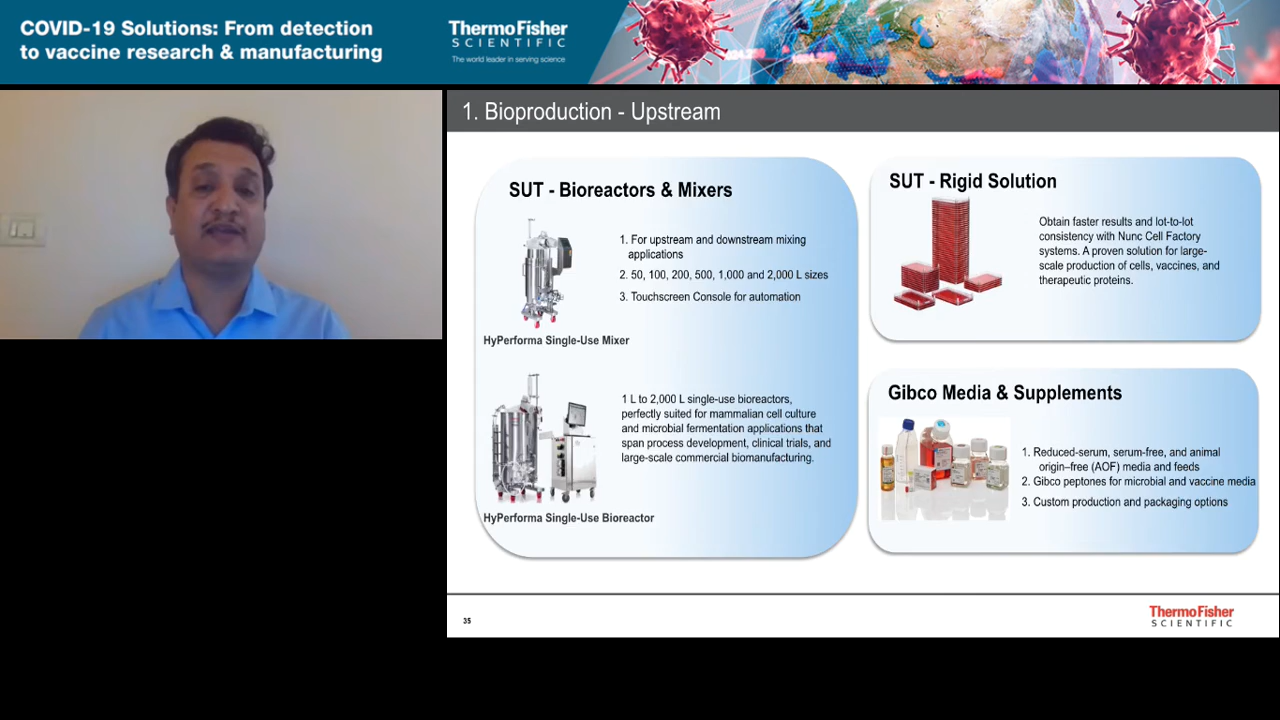 COVID-19 Solutions: From detection
to vaccine research & manufacturing
ThermoFisher
SCIENTIFIC
The world leader in serving science
1. Bioproduction - Upstream
SUT - Bioreactors & Mixers
1. For upstream and downstream mixing
applications
2. 50, 100, 200, 500, 1,000 and 2,000 L sizes
3. Touchscreen Console for automation
HyPerforma Single-Use Mixer
1 L to 2,000 L single-use bioreactors,
perfectly suited for mammalian cell culture
and microbial fermentation applications that
span process development, clinical trials, and
large-scale commercial biomanufacturing.
HyPerforma Single-Use Bioreactor
SUT - Rigid Solution
Obtain faster results and lot-to-lot
consistency with Nunc Cell Factory
systems. A proven solution for large-
scale production of cells, vaccines, and
therapeutic proteins.
Gibco Media & Supplements
1. Reduced-serum, serum-free, and animal
origin–free (AOF) media and feeds
2. Gibco peptones for microbial and vaccine media
3. Custom production and packaging options
35
ThermoFisher
SCIENTIFIC